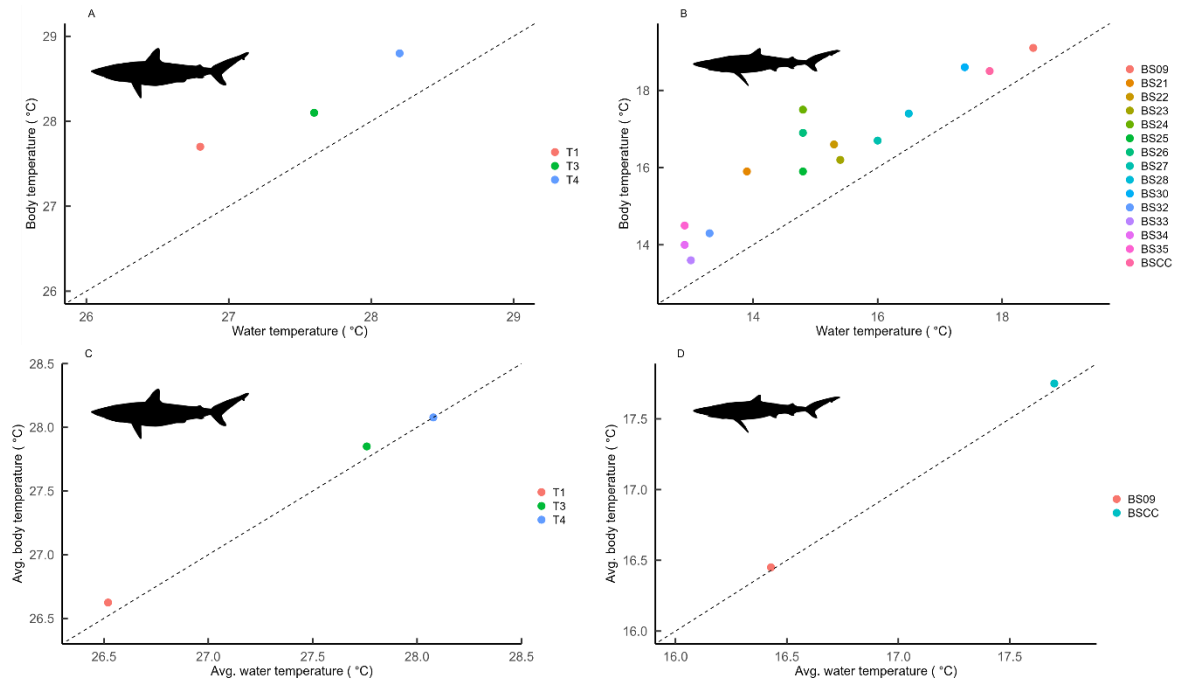 A
29
28
27
26
Body temperature ( °C)
26
27
28
29
Water temperature ( °C)
T1
T3
T4
B
18
16
14
Body temperature ( °C)
14
16
18
Water temperature ( °C)
BS09
BS21
BS22
BS23
BS24
BS25
BS26
BS27
BS28
BS30
BS32
BS33
BS34
BS35
BSCC
C
28.5
28.0
27.5
27.0
26.5
Avg. body temperature ( °C)
26.5
27.0
27.5
28.0
28.5
Avg. water temperature ( °C)
T1
T3
T4
D
17.5
17.0
16.5
16.0
Avg. body temperature ( °C)
16.0
16.5
17.0
17.5
Avg. water temperature ( °C)
BS09
BSCC